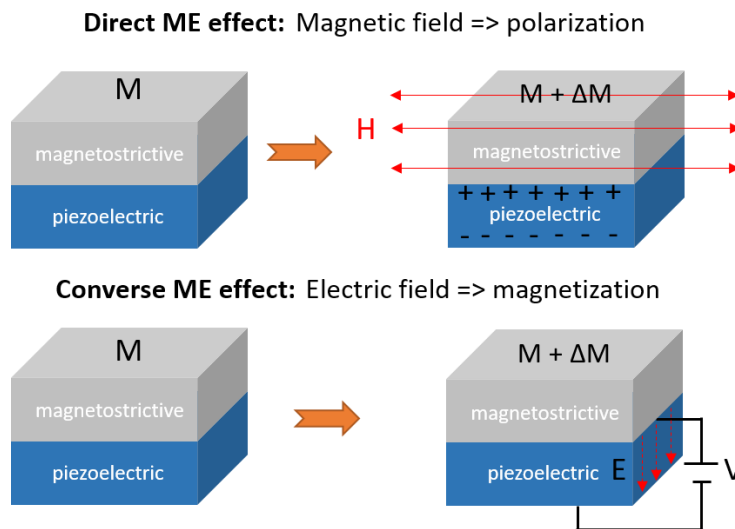 Direct ME effect: Magnetic field => polarization
M
magnetostrictive
piezoelectric
H
M + ΔM
magnetostrictive
+ + + + + + +
piezoelectric
- - - - - - -
Converse ME effect: Electric field => magnetization
M
magnetostrictive
piezoelectric
M + ΔM
magnetostrictive
piezoelectric
E
V